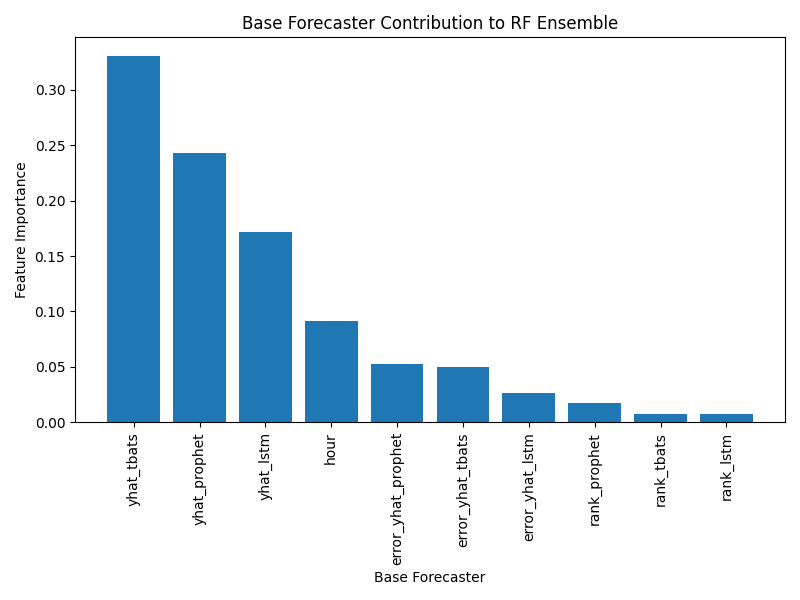 Base Forecaster Contribution to RF Ensemble
Feature Importance
0.30
0.25
0.20
0.15
0.10
0.05
0.00
yhat_tbats
yhat_prophet
yhat_lstm
hour
error_yhat_prophet
error_yhat_tbats
error_yhat_lstm
rank_prophet
rank_tbats
rank_lstm
Base Forecaster